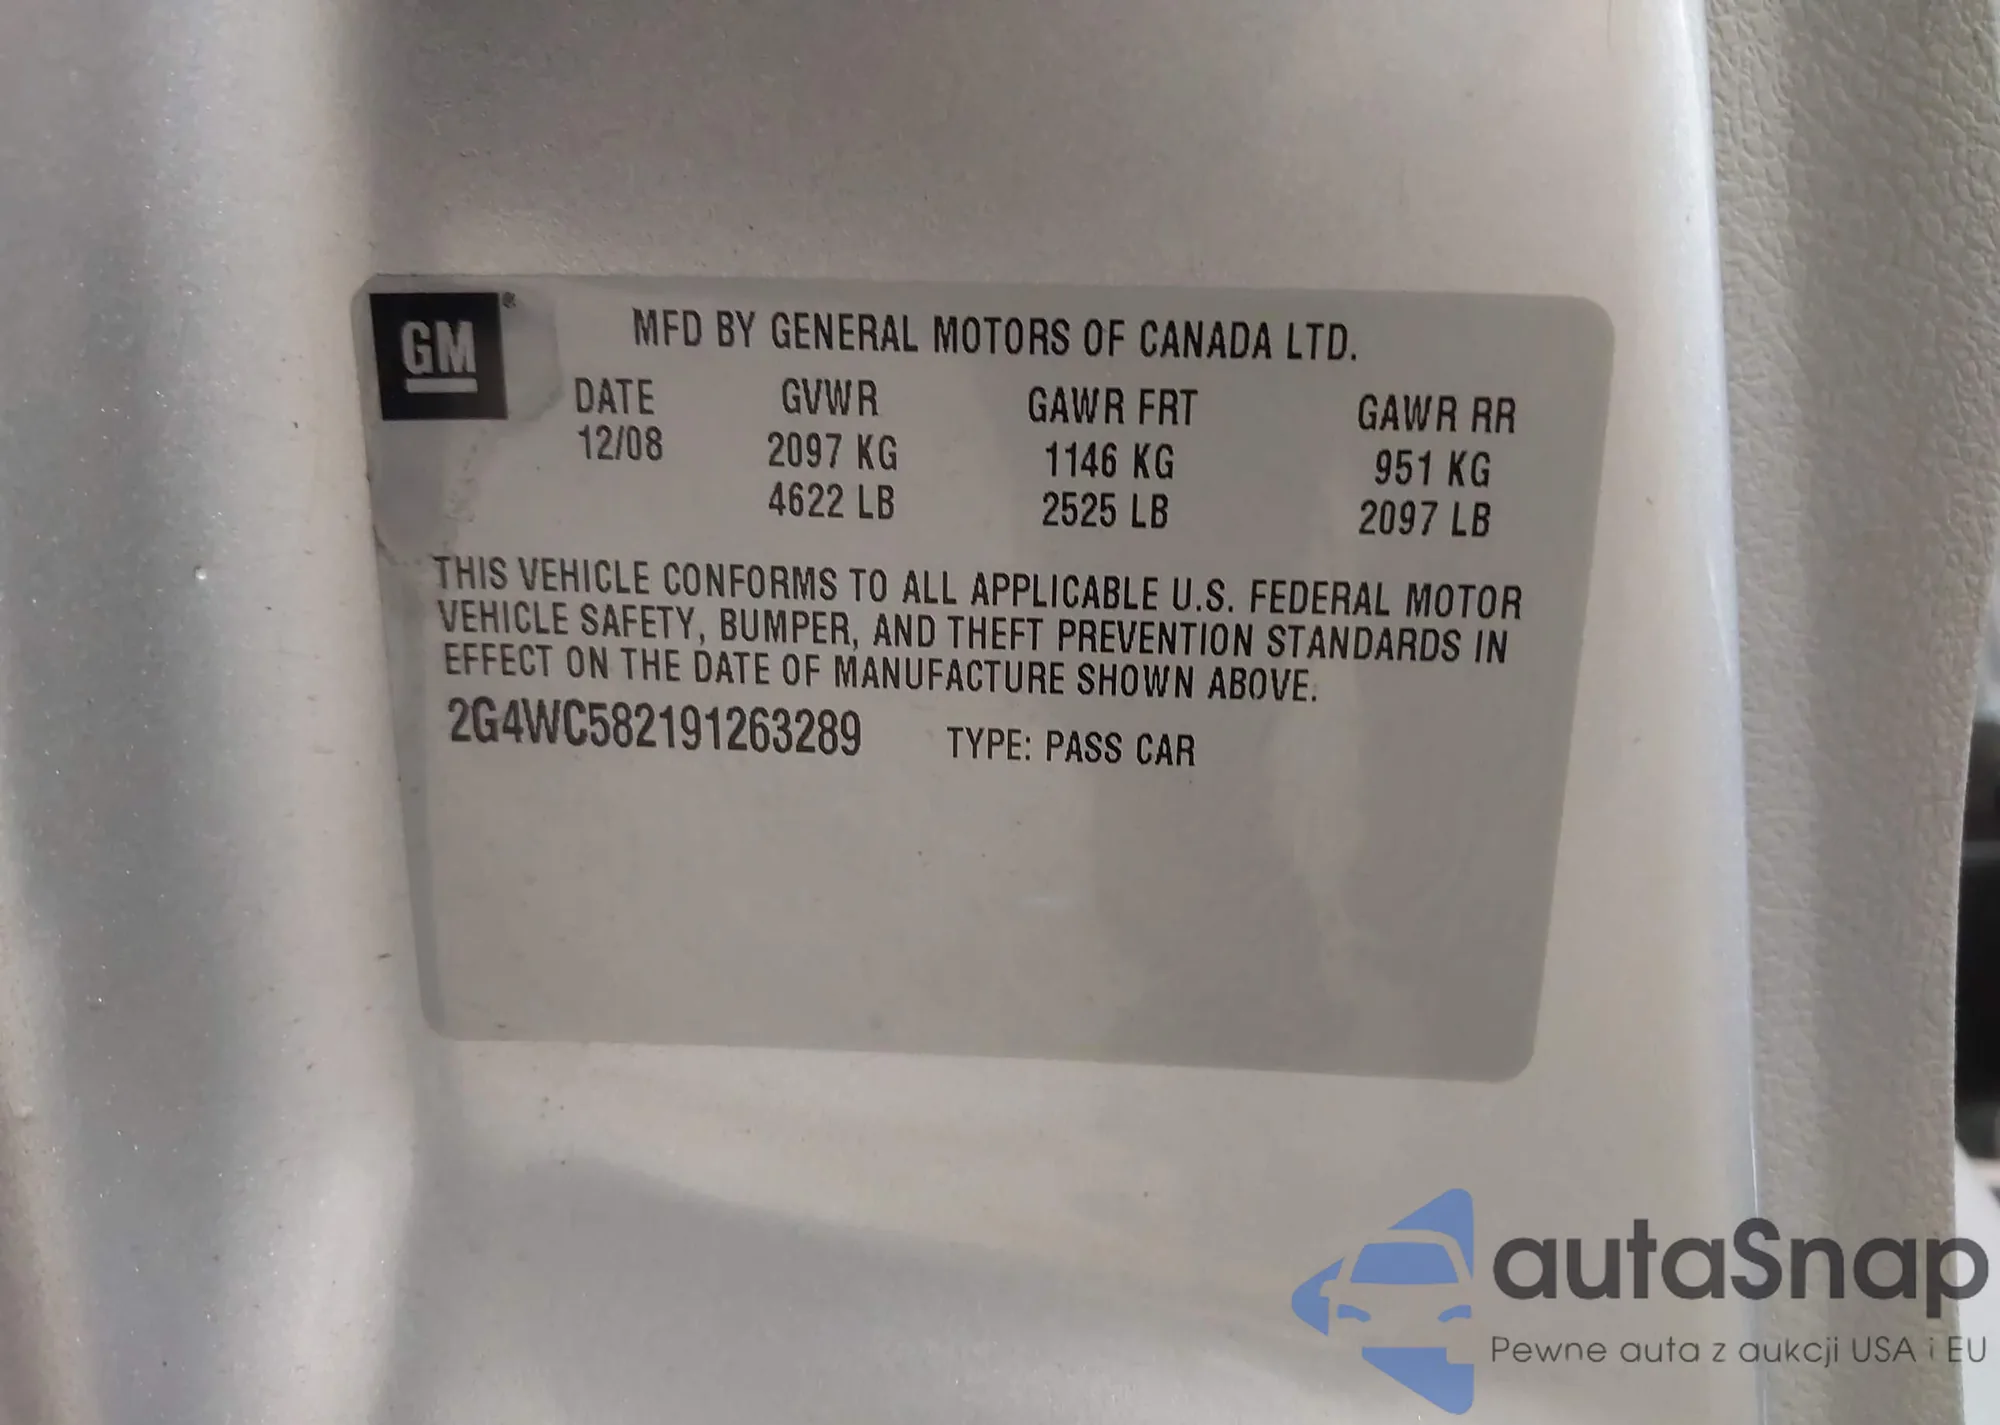 GM®
MFD BY GENERAL MOTORS OF CANADA LTD.
DATE GVWR GAWR FRT GAWR RR
12/08 2097 KG 1146 KG 951 KG
4622 LB 2525 LB 2097 LB
THIS VEHICLE CONFORMS TO ALL APPLICABLE U.S. FEDERAL MOTOR
VEHICLE SAFETY, BUMPER, AND THEFT PREVENTION STANDARDS IN
EFFECT ON THE DATE OF MANUFACTURE SHOWN ABOVE.
2G4WC582191263289 TYPE: PASS CAR
autaSnap
Pewne auta z aukcji USA i EU